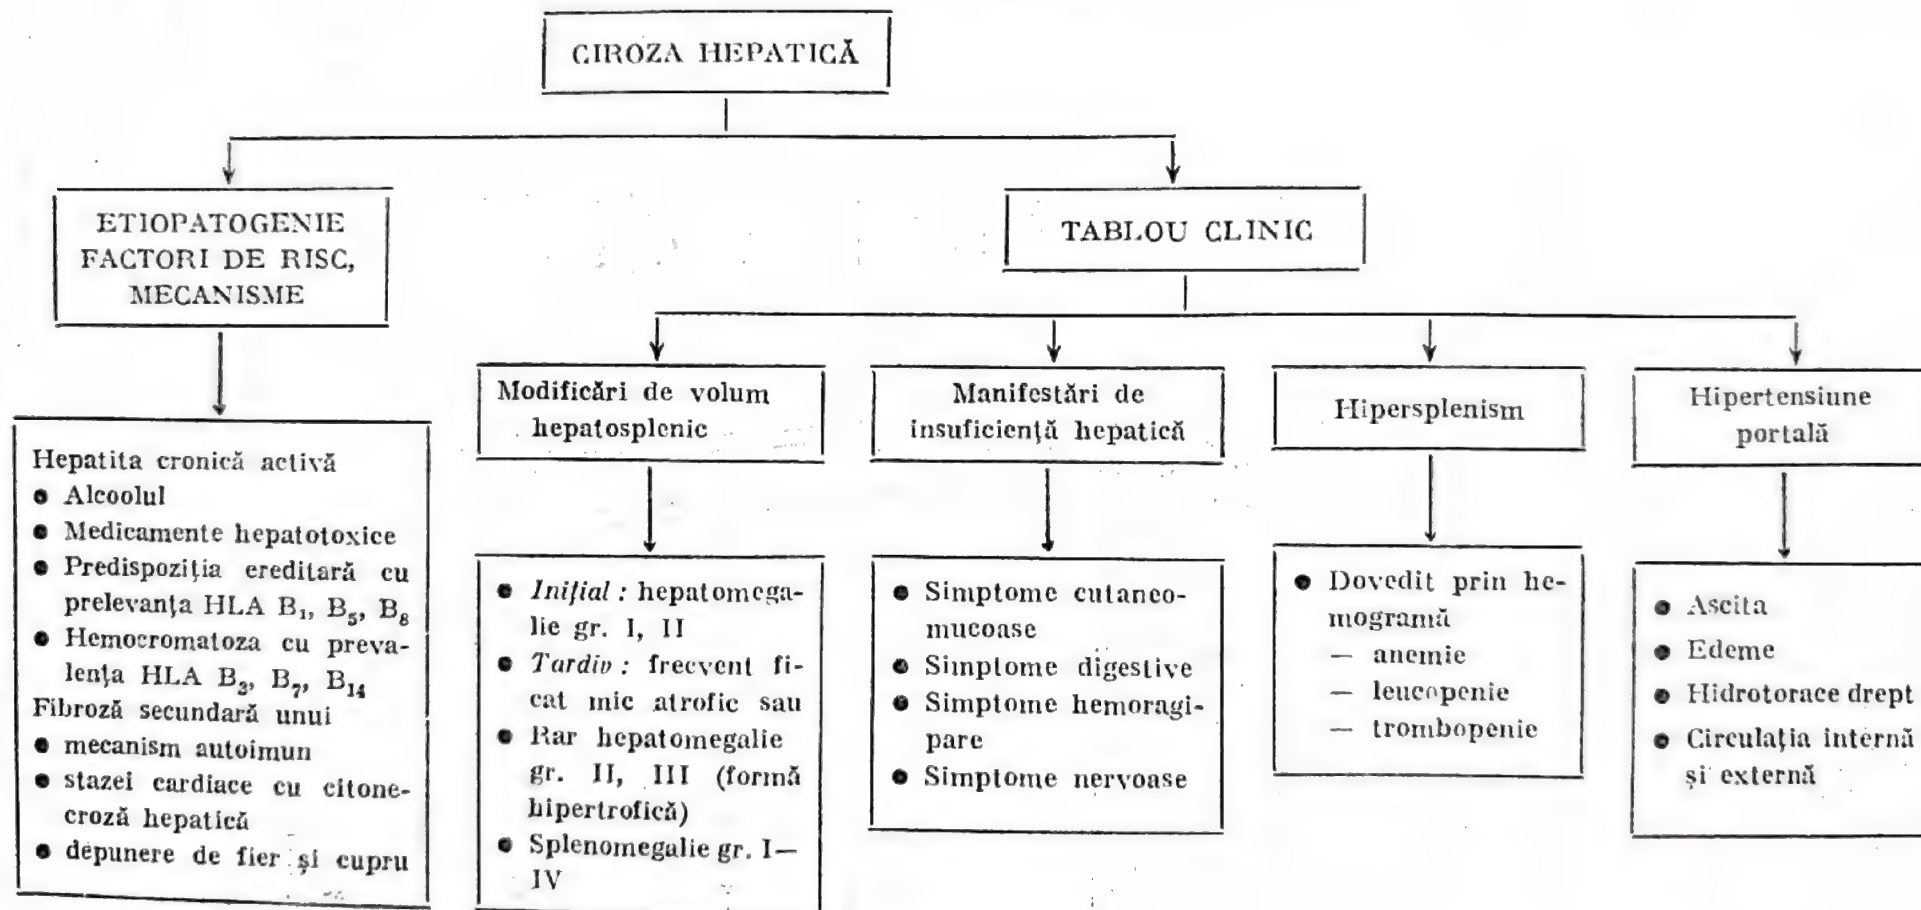 CIROZA HEPATICĂ
ETIOPATOGENIE
FACTORI DE RISC,
MECANISME
TABLOU CLINIC
Hepatita cronică activă
● Alcoolul
● Medicamente hepatotoxice
● Predispoziția ereditară cu
prelevanța HLA B₁, B₅, B₈
● Hemocromatoza cu preva-
lența HLA B₃, B₇, B₁₄
Fibroză secundară unui
● mecanism autoimun
● stazei cardiace cu citone-
croză hepatică
● depunere de fier și cupru
Modificări de volum
hepatosplenic
● Inițial : hepatomega-
lie gr. I, II
● Tardiv : frecvent fi-
cat mic atrofic sau
● Rar hepatomegalie
gr. II, III (formă
hipertrofică)
● Splenomegalie gr. I—
IV
Manifestări de
insuficiență hepatică
● Simptome cutaneo-
mucoase
● Simptome digestive
● Simptome hemoragi-
pare
● Simptome nervoase
Hipersplenism
● Dovedit prin he-
mogramă
— anemie
— leucopenie
— trombopenie
Hipertensiune
portală
● Ascita
● Edeme
● Hidrotorace drept
● Circulația internă
și externă